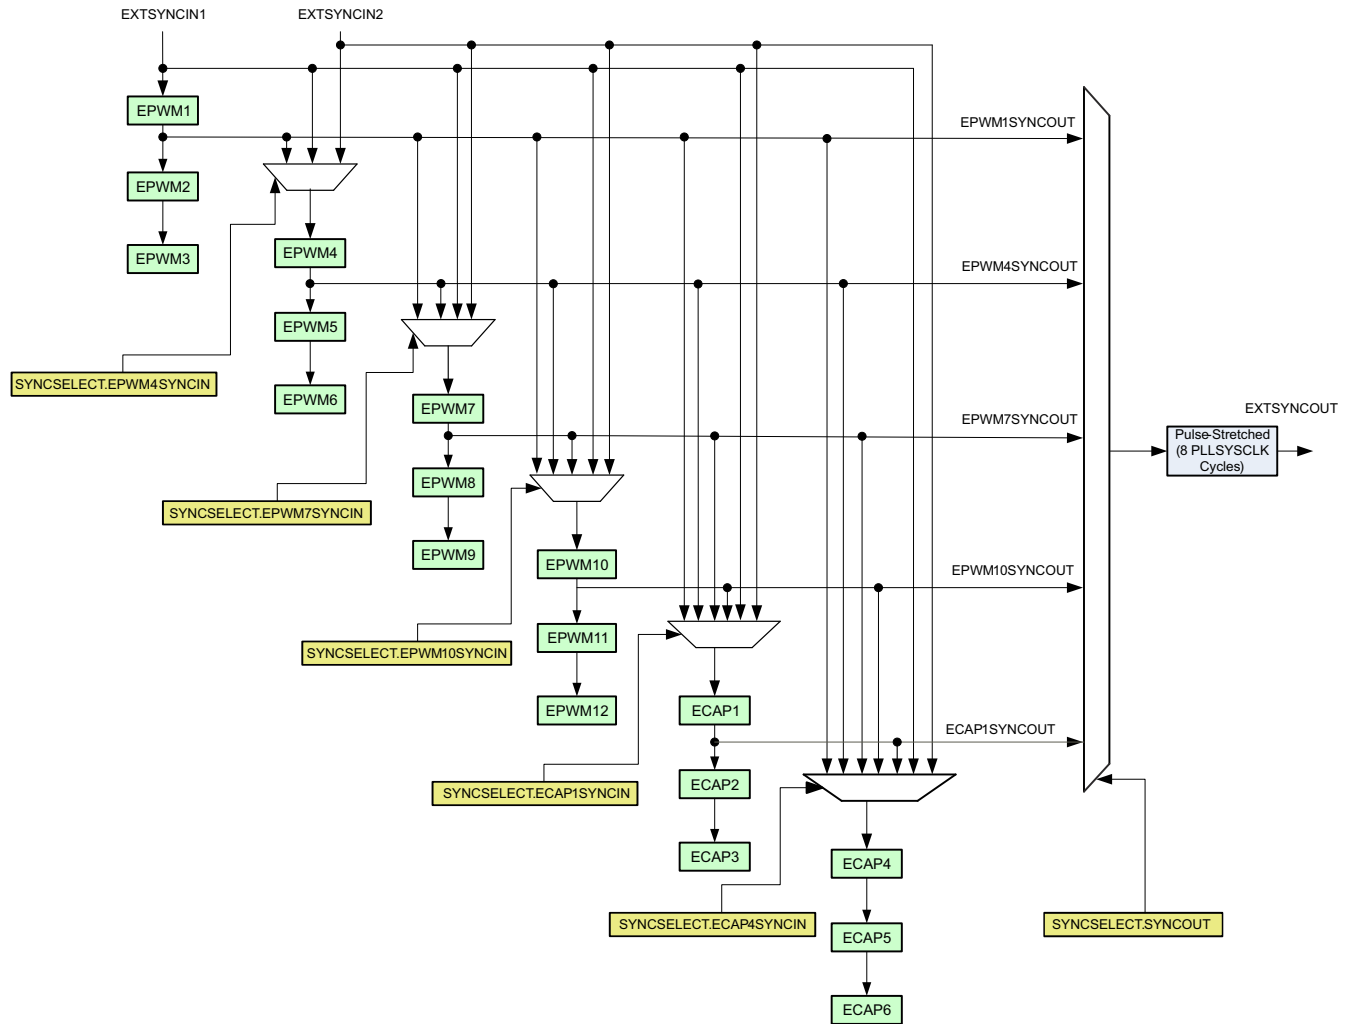 EXTSYNCIN1
EXTSYNCIN2
EPWM1
EPWM1SYNCOUT
EPWM2
EPWM3
EPWM4
EPWM4SYNCOUT
EPWM5
SYNCSELECT.EPWM4SYNCIN
EPWM6
EPWM7
EPWM7SYNCOUT
EXTSYNCOUT
Pulse-Stretched
(8 PLLSYSCLK
Cycles)
EPWM8
SYNCSELECT.EPWM7SYNCIN
EPWM9
EPWM10
EPWM10SYNCOUT
EPWM11
SYNCSELECT.EPWM10SYNCIN
EPWM12
ECAP1
ECAP1SYNCOUT
ECAP2
SYNCSELECT.ECAP1SYNCIN
ECAP3
ECAP4
SYNCSELECT.ECAP4SYNCIN
SYNCSELECT.SYNCOUT
ECAP5
ECAP6